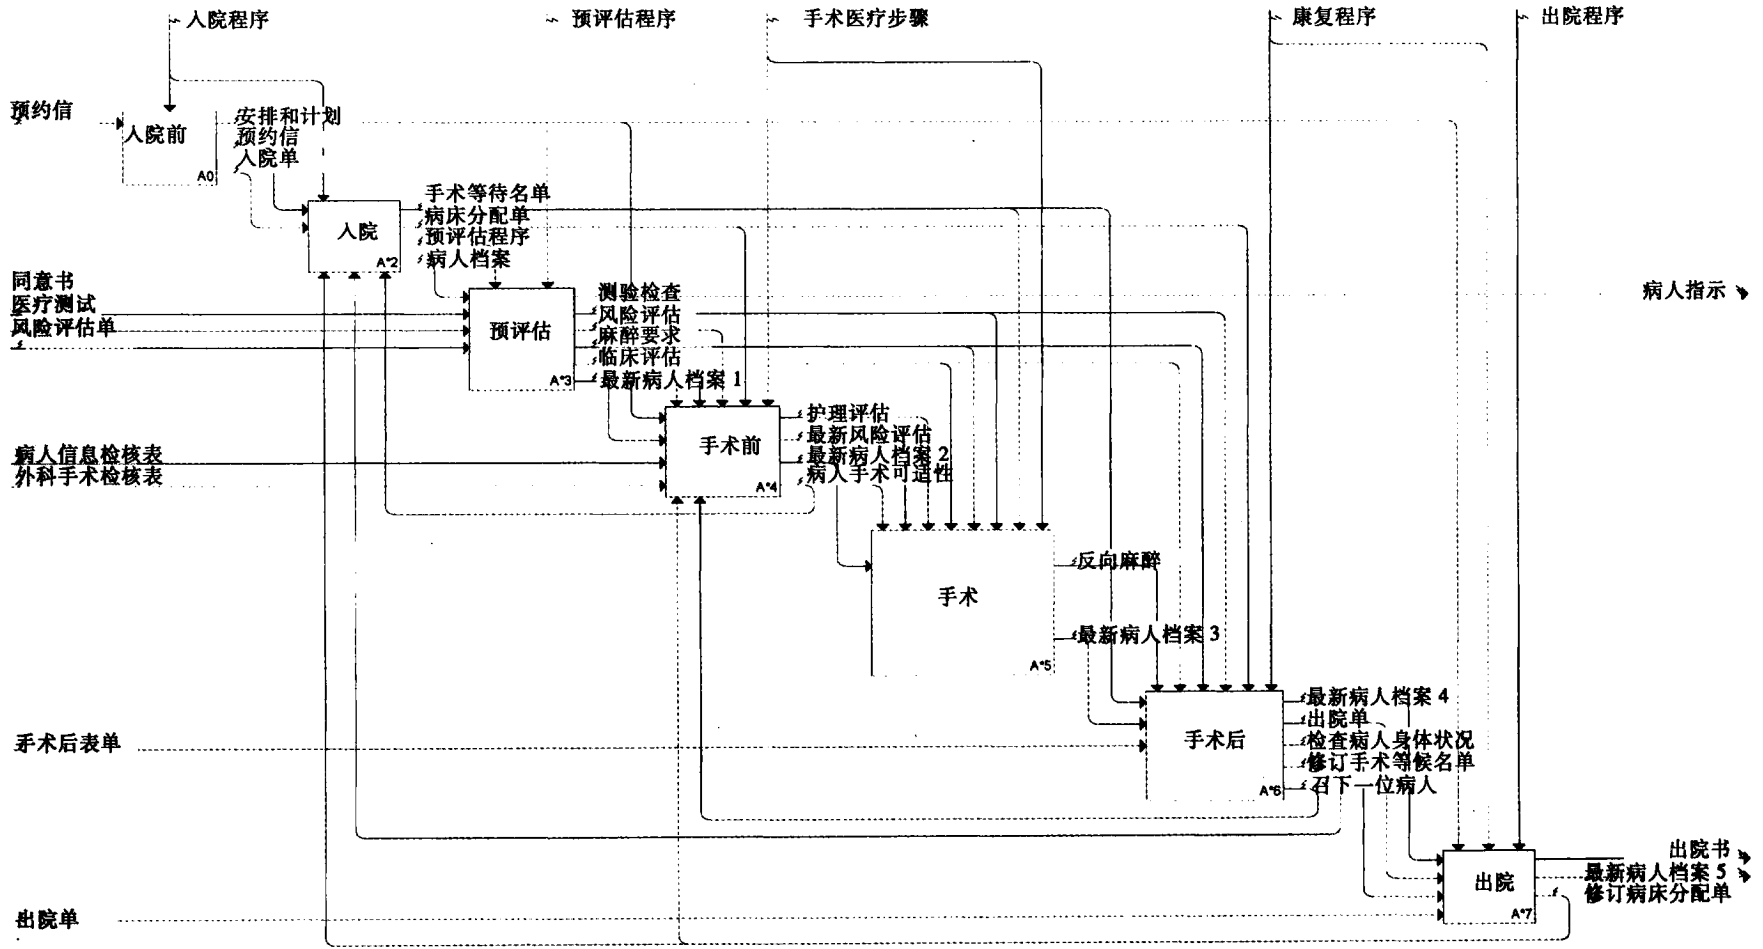 入院程序
预评估程序
手术医疗步骤
康复程序
出院程序
预约信
入院前
A0
安排和计划
预约信
入院单
手术等待名单
病床分配单
预评估程序
病人档案
入院
A*2
同意书
医疗测试
风险评估单
预评估
A*3
测验检查
风险评估
麻醉要求
临床评估
最新病人档案 1
病人指示
手术前
A*4
护理评估
最新风险评估
最新病人档案 2
病人手术可适性
病人信息检核表
外科手术检核表
手术
A*5
反向麻醉
最新病人档案 3
手术后表单
手术后
A*6
最新病人档案 4
出院单
检查病人身体状况
修订手术等候名单
召下一位病人
出院
A*7
出院书
最新病人档案 5
修订病床分配单
出院单